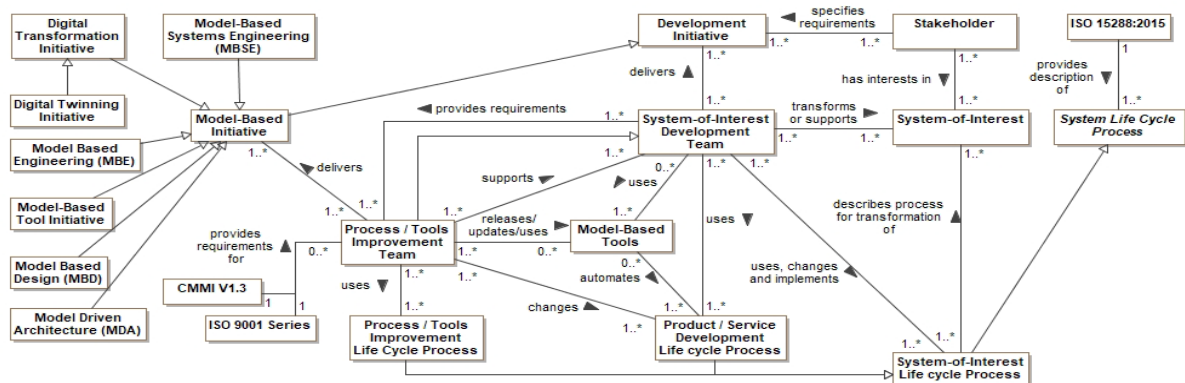 Digital
Transformation
Initiative
Model-Based
Systems Engineering
(MBSE)
Development
Initiative
specifies
requirements
Stakeholder
ISO 15288:2015
1..*
1..*
1..*
1..*
1
delivers
has interests in
provides
description
of
Digital Twinning
Initiative
Model-Based
Initiative
provides requirements
1..*
1..*
1..*
1..*
1..*
System-of-Interest
Development
Team
transforms
or supports
System-of-Interest
System Life Cycle
Process
Model Based
Engineering (MBE)
1..*
1..*
1..*
1..*
1..*
0..*
1..*
1..*
1..*
delivers
supports
uses
Model-Based
Tool Initiative
1..*
1..*
1..*
1..*
releases/
updates/uses
uses
describes process
for transformation
of
provides
requirements
for
0..*
Process / Tools
Improvement
Team
1..*
0..*
Model-Based
Tools
Model Based
Design (MBD)
1..*
1..*
0..*
CMMI V1.3
uses
automates
uses, changes
and implements
1
1
1..*
changes
1..*
1..*
1..*
Model Driven
Architecture (MDA)
ISO 9001 Series
Process / Tools
Improvement
Life Cycle Process
Product / Service
Development
Life cycle Process
1..*
1..*
System-of-Interest
Life cycle Process